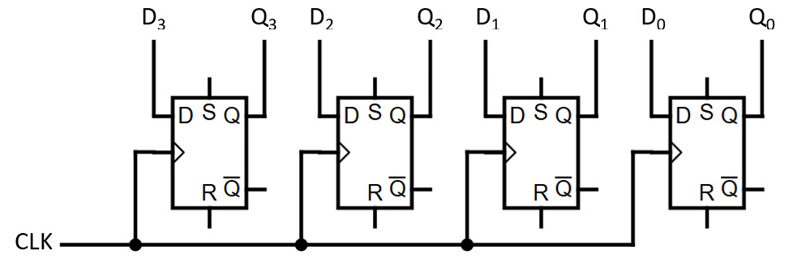 D₃ Q₃ D₂ Q₂ D₁ Q₁ D₀ Q₀
D S Q D S Q D S Q D S Q
R Q̅ R Q̅ R Q̅ R Q̅
CLK